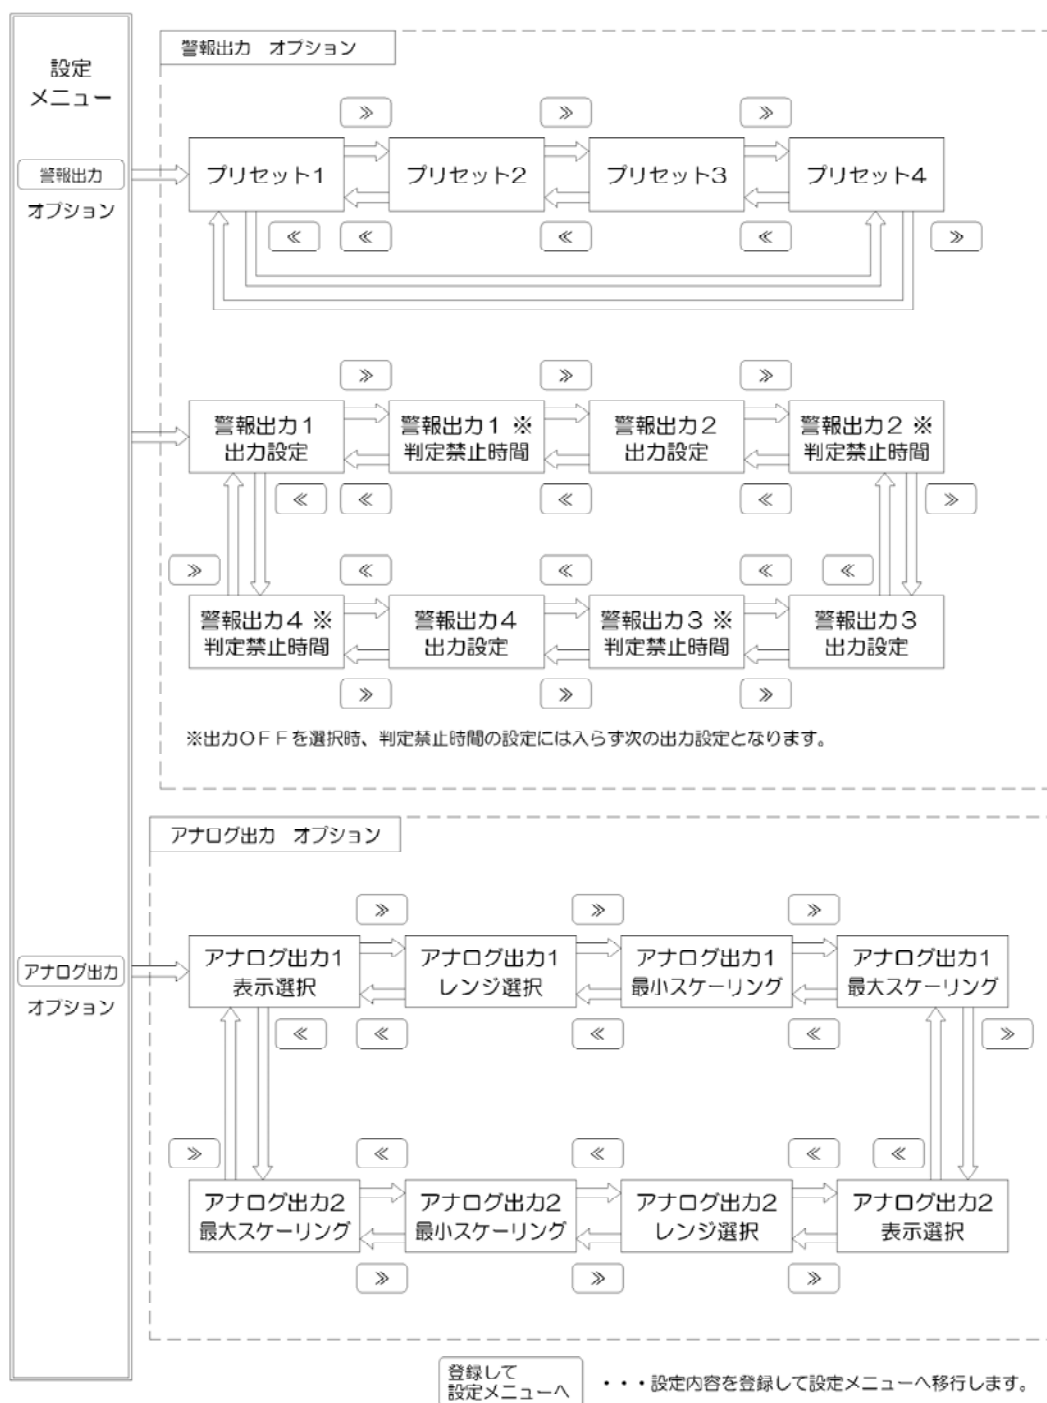 設定
メニュー
警報出力
オプション
警報出力 オプション
≫ ≫ ≫
プリセット1 プリセット2 プリセット3 プリセット4
≪ ≪ ≪ ≪ ≫
≫ ≫ ≫
警報出力1 警報出力1 ※ 警報出力2 警報出力2 ※
出力設定 判定禁止時間 出力設定 判定禁止時間
≪ ≪ ≪ ≪ ≫
≫ ≪ ≪ ≪ ≪
警報出力4 ※ 警報出力4 警報出力3 ※ 警報出力3
判定禁止時間 出力設定 判定禁止時間 出力設定
≫ ≫ ≫
※出力OFFを選択時、判定禁止時間の設定には入らず次の出力設定となります。
アナログ出力 オプション
アナログ出力
オプション
≫ ≫ ≫
アナログ出力1 アナログ出力1 アナログ出力1 アナログ出力1
表示選択 レンジ選択 最小スケーリング 最大スケーリング
≪ ≪ ≪ ≪ ≫
≫ ≪ ≪ ≪ ≪
アナログ出力2 アナログ出力2 アナログ出力2 アナログ出力2
最大スケーリング 最小スケーリング レンジ選択 表示選択
≫ ≫ ≫
登録して
設定メニューへ ・・・設定内容を登録して設定メニューへ移行します。